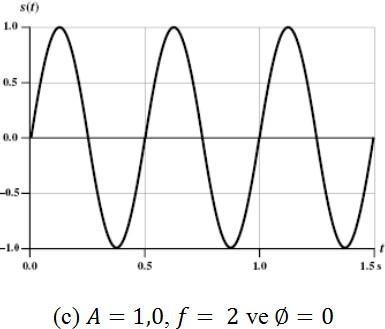 s(t)
1.0
0.5
0.0
-0.5
-1.0
t
0.0 0.5 1.0 1.5 s
(c) A = 1,0, f = 2 ve Ø = 0